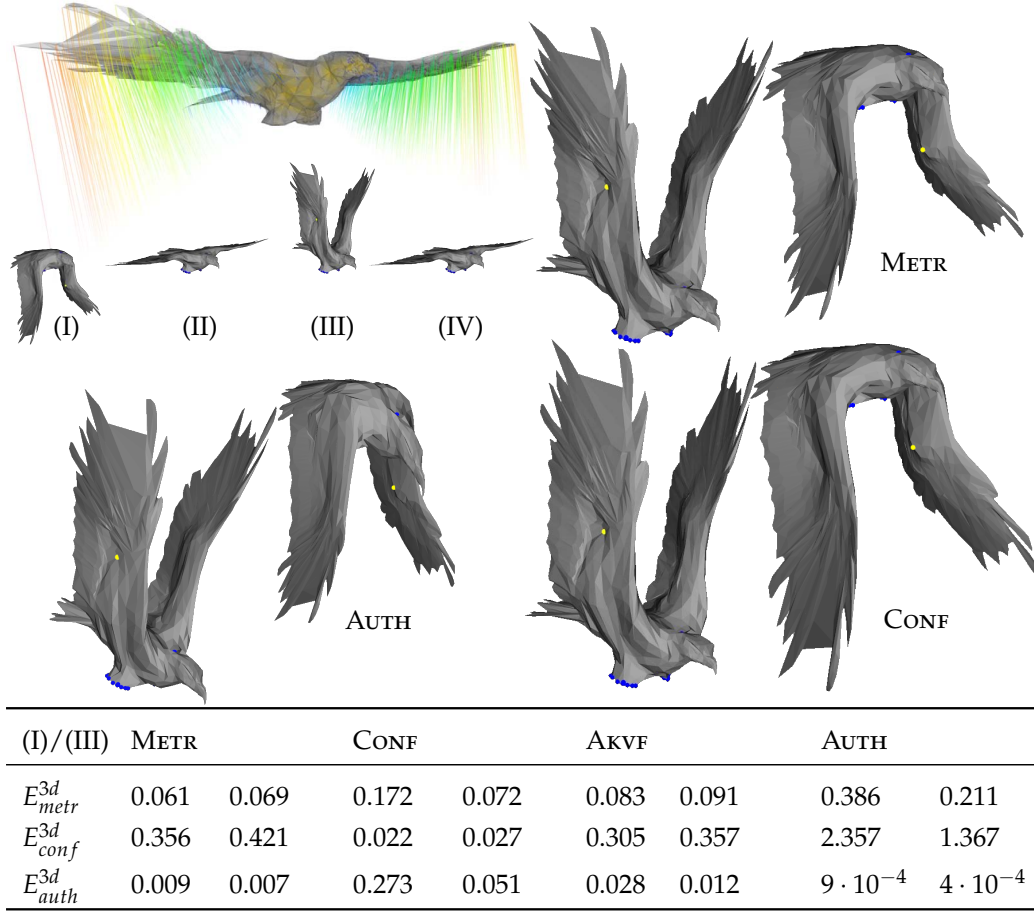 (I) (II) (III) (IV)
METR
AUTH
CONF
(I)/(III) METR CONF AKVF AUTH
E^{3d}_{metr} 0.061 0.069 0.172 0.072 0.083 0.091 0.386 0.211
E^{3d}_{conf} 0.356 0.421 0.022 0.027 0.305 0.357 2.357 1.367
E^{3d}_{auth} 0.009 0.007 0.273 0.051 0.028 0.012 9 · 10^{−4} 4 · 10^{−4}